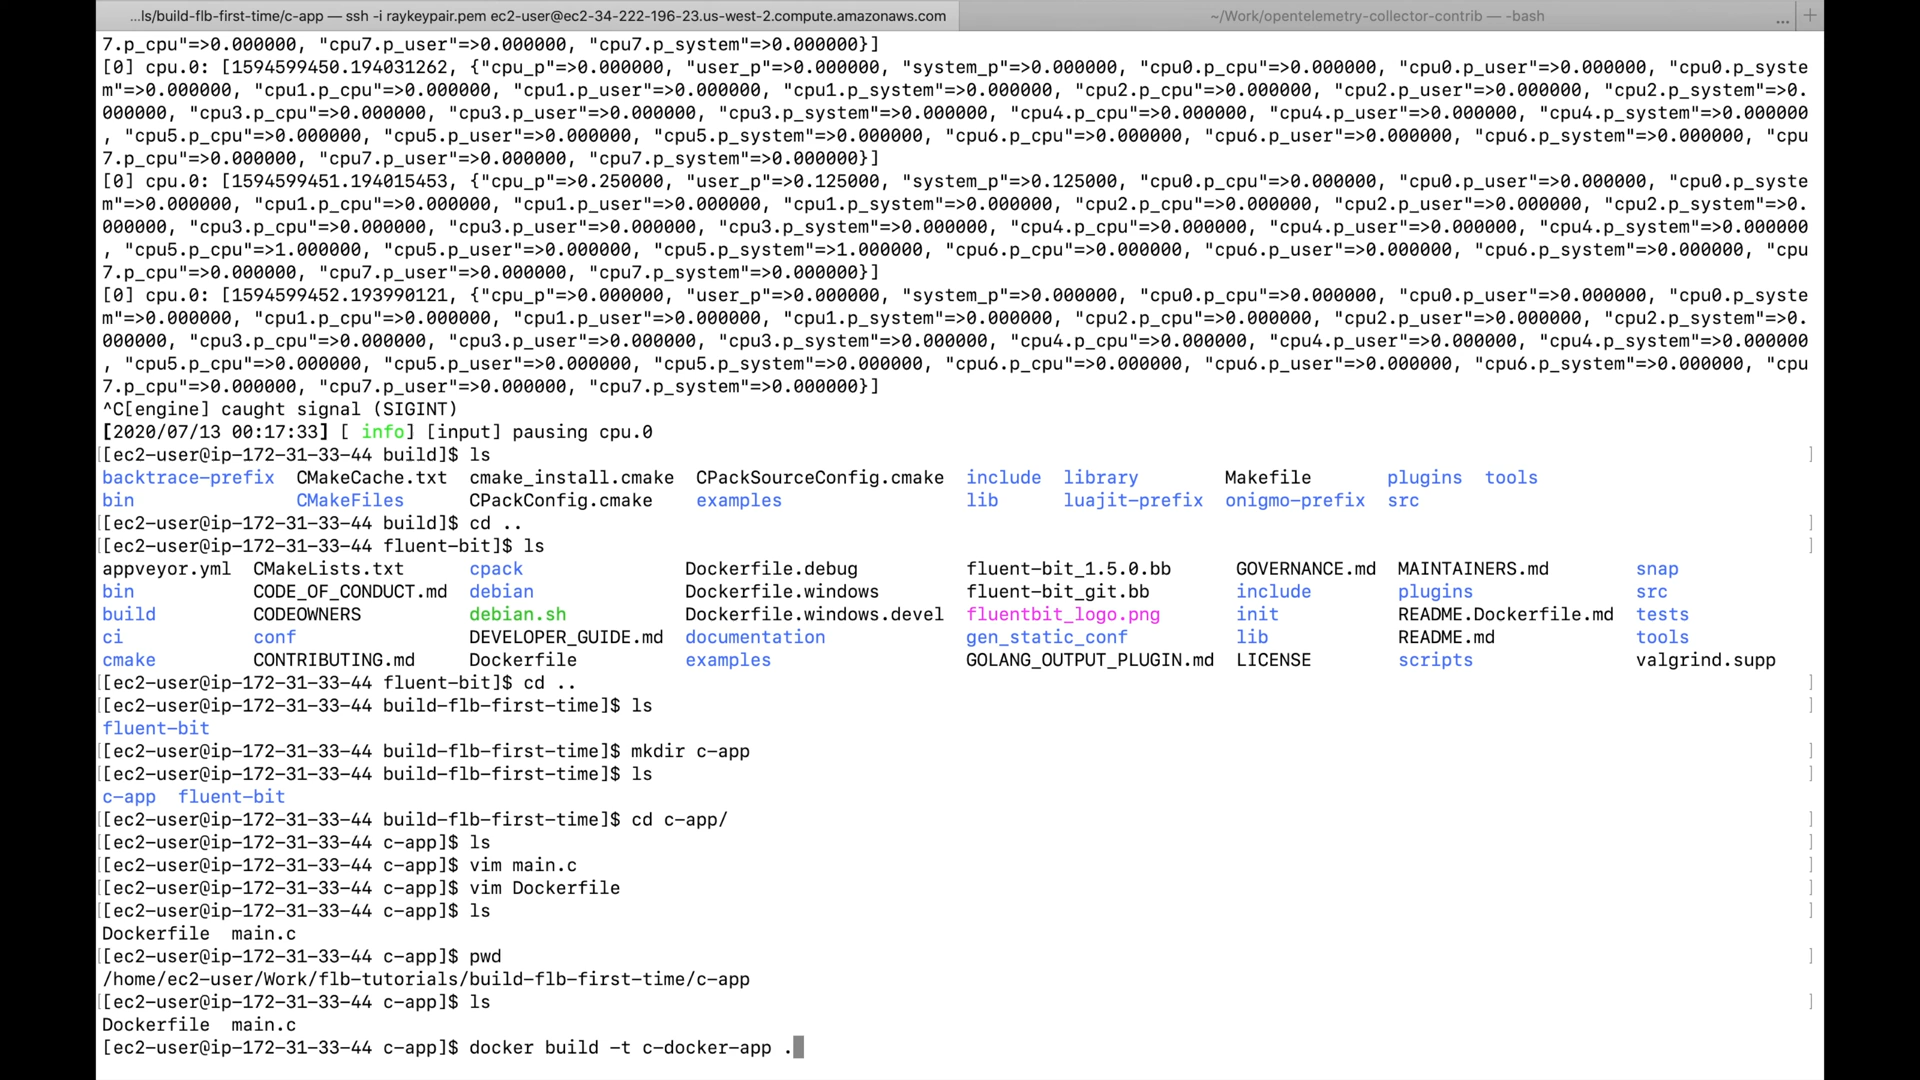 ...ls/build-flb-first-time/c-app — ssh -i raykeypair.pem ec2-user@ec2-34-222-196-23.us-west-2.compute.amazonaws.com
~/Work/opentelemetry-collector-contrib — -bash
... +
7.p_cpu"=>0.000000, "cpu7.p_user"=>0.000000, "cpu7.p_system"=>0.000000}]
[0] cpu.0: [1594599450.194031262, {"cpu_p"=>0.000000, "user_p"=>0.000000, "system_p"=>0.000000, "cpu0.p_cpu"=>0.000000, "cpu0.p_user"=>0.000000, "cpu0.p_syste
m"=>0.000000, "cpu1.p_cpu"=>0.000000, "cpu1.p_user"=>0.000000, "cpu1.p_system"=>0.000000, "cpu2.p_cpu"=>0.000000, "cpu2.p_user"=>0.000000, "cpu2.p_system"=>0.
000000, "cpu3.p_cpu"=>0.000000, "cpu3.p_user"=>0.000000, "cpu3.p_system"=>0.000000, "cpu4.p_cpu"=>0.000000, "cpu4.p_user"=>0.000000, "cpu4.p_system"=>0.000000
, "cpu5.p_cpu"=>0.000000, "cpu5.p_user"=>0.000000, "cpu5.p_system"=>0.000000, "cpu6.p_cpu"=>0.000000, "cpu6.p_user"=>0.000000, "cpu6.p_system"=>0.000000, "cpu
7.p_cpu"=>0.000000, "cpu7.p_user"=>0.000000, "cpu7.p_system"=>0.000000}]
[0] cpu.0: [1594599451.194015453, {"cpu_p"=>0.250000, "user_p"=>0.125000, "system_p"=>0.125000, "cpu0.p_cpu"=>0.000000, "cpu0.p_user"=>0.000000, "cpu0.p_syste
m"=>0.000000, "cpu1.p_cpu"=>0.000000, "cpu1.p_user"=>0.000000, "cpu1.p_system"=>0.000000, "cpu2.p_cpu"=>0.000000, "cpu2.p_user"=>0.000000, "cpu2.p_system"=>0.
000000, "cpu3.p_cpu"=>0.000000, "cpu3.p_user"=>0.000000, "cpu3.p_system"=>0.000000, "cpu4.p_cpu"=>0.000000, "cpu4.p_user"=>0.000000, "cpu4.p_system"=>0.000000
, "cpu5.p_cpu"=>1.000000, "cpu5.p_user"=>0.000000, "cpu5.p_system"=>1.000000, "cpu6.p_cpu"=>0.000000, "cpu6.p_user"=>0.000000, "cpu6.p_system"=>0.000000, "cpu
7.p_cpu"=>0.000000, "cpu7.p_user"=>0.000000, "cpu7.p_system"=>0.000000}]
[0] cpu.0: [1594599452.193990121, {"cpu_p"=>0.000000, "user_p"=>0.000000, "system_p"=>0.000000, "cpu0.p_cpu"=>0.000000, "cpu0.p_user"=>0.000000, "cpu0.p_syste
m"=>0.000000, "cpu1.p_cpu"=>0.000000, "cpu1.p_user"=>0.000000, "cpu1.p_system"=>0.000000, "cpu2.p_cpu"=>0.000000, "cpu2.p_user"=>0.000000, "cpu2.p_system"=>0.
000000, "cpu3.p_cpu"=>0.000000, "cpu3.p_user"=>0.000000, "cpu3.p_system"=>0.000000, "cpu4.p_cpu"=>0.000000, "cpu4.p_user"=>0.000000, "cpu4.p_system"=>0.000000
, "cpu5.p_cpu"=>0.000000, "cpu5.p_user"=>0.000000, "cpu5.p_system"=>0.000000, "cpu6.p_cpu"=>0.000000, "cpu6.p_user"=>0.000000, "cpu6.p_system"=>0.000000, "cpu
7.p_cpu"=>0.000000, "cpu7.p_user"=>0.000000, "cpu7.p_system"=>0.000000}]
^C[engine] caught signal (SIGINT)
[2020/07/13 00:17:33] [ info] [input] pausing cpu.0
[[ec2-user@ip-172-31-33-44 build]$ ls ]
backtrace-prefix CMakeCache.txt cmake_install.cmake CPackSourceConfig.cmake include library Makefile plugins tools
bin CMakeFiles CPackConfig.cmake examples lib luajit-prefix onigmo-prefix src
[[ec2-user@ip-172-31-33-44 build]$ cd .. ]
[[ec2-user@ip-172-31-33-44 fluent-bit]$ ls ]
appveyor.yml CMakeLists.txt cpack Dockerfile.debug fluent-bit_1.5.0.bb GOVERNANCE.md MAINTAINERS.md snap
bin CODE_OF_CONDUCT.md debian Dockerfile.windows fluent-bit_git.bb include plugins src
build CODEOWNERS debian.sh Dockerfile.windows.devel fluentbit_logo.png init README.Dockerfile.md tests
ci conf DEVELOPER_GUIDE.md documentation gen_static_conf lib README.md tools
cmake CONTRIBUTING.md Dockerfile examples GOLANG_OUTPUT_PLUGIN.md LICENSE scripts valgrind.supp
[[ec2-user@ip-172-31-33-44 fluent-bit]$ cd .. ]
[[ec2-user@ip-172-31-33-44 build-flb-first-time]$ ls ]
fluent-bit
[[ec2-user@ip-172-31-33-44 build-flb-first-time]$ mkdir c-app ]
[[ec2-user@ip-172-31-33-44 build-flb-first-time]$ ls ]
c-app fluent-bit
[[ec2-user@ip-172-31-33-44 build-flb-first-time]$ cd c-app/ ]
[[ec2-user@ip-172-31-33-44 c-app]$ ls ]
[[ec2-user@ip-172-31-33-44 c-app]$ vim main.c ]
[[ec2-user@ip-172-31-33-44 c-app]$ vim Dockerfile ]
[[ec2-user@ip-172-31-33-44 c-app]$ ls ]
Dockerfile main.c
[[ec2-user@ip-172-31-33-44 c-app]$ pwd ]
/home/ec2-user/Work/flb-tutorials/build-flb-first-time/c-app
[[ec2-user@ip-172-31-33-44 c-app]$ ls ]
Dockerfile main.c
[ec2-user@ip-172-31-33-44 c-app]$ docker build -t c-docker-app .